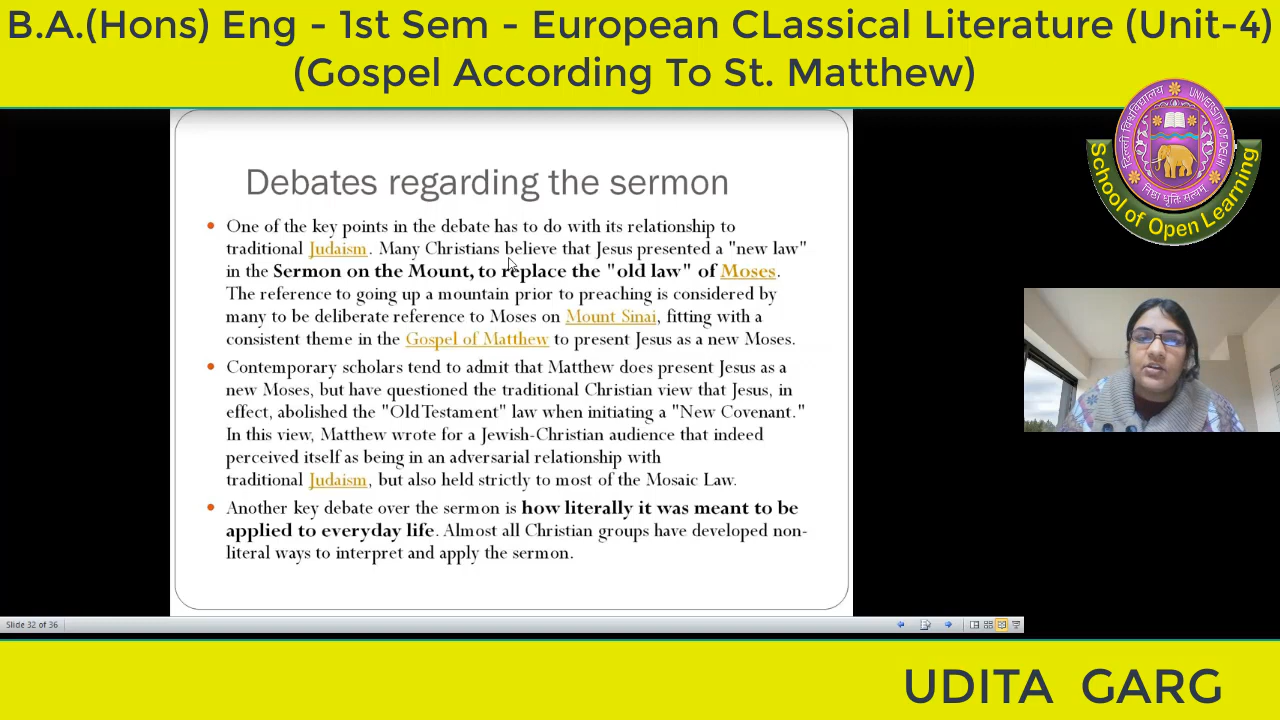 B.A.(Hons) Eng - 1st Sem - European CLassical Literature (Unit-4)
(Gospel According To St. Matthew)
दिल्ली विश्वविद्यालय
UNIVERSITY OF DELHI
निष्ठा धृतिः सत्यम्
School of Open Learning
Debates regarding the sermon
• One of the key points in the debate has to do with its relationship to
traditional Judaism. Many Christians believe that Jesus presented a "new law"
in the Sermon on the Mount, to replace the "old law" of Moses.
The reference to going up a mountain prior to preaching is considered by
many to be deliberate reference to Moses on Mount Sinai, fitting with a
consistent theme in the Gospel of Matthew to present Jesus as a new Moses.
• Contemporary scholars tend to admit that Matthew does present Jesus as a
new Moses, but have questioned the traditional Christian view that Jesus, in
effect, abolished the "Old Testament" law when initiating a "New Covenant."
In this view, Matthew wrote for a Jewish-Christian audience that indeed
perceived itself as being in an adversarial relationship with
traditional Judaism, but also held strictly to most of the Mosaic Law.
• Another key debate over the sermon is how literally it was meant to be
applied to everyday life. Almost all Christian groups have developed non-
literal ways to interpret and apply the sermon.
Slide 32 of 36
UDITA GARG